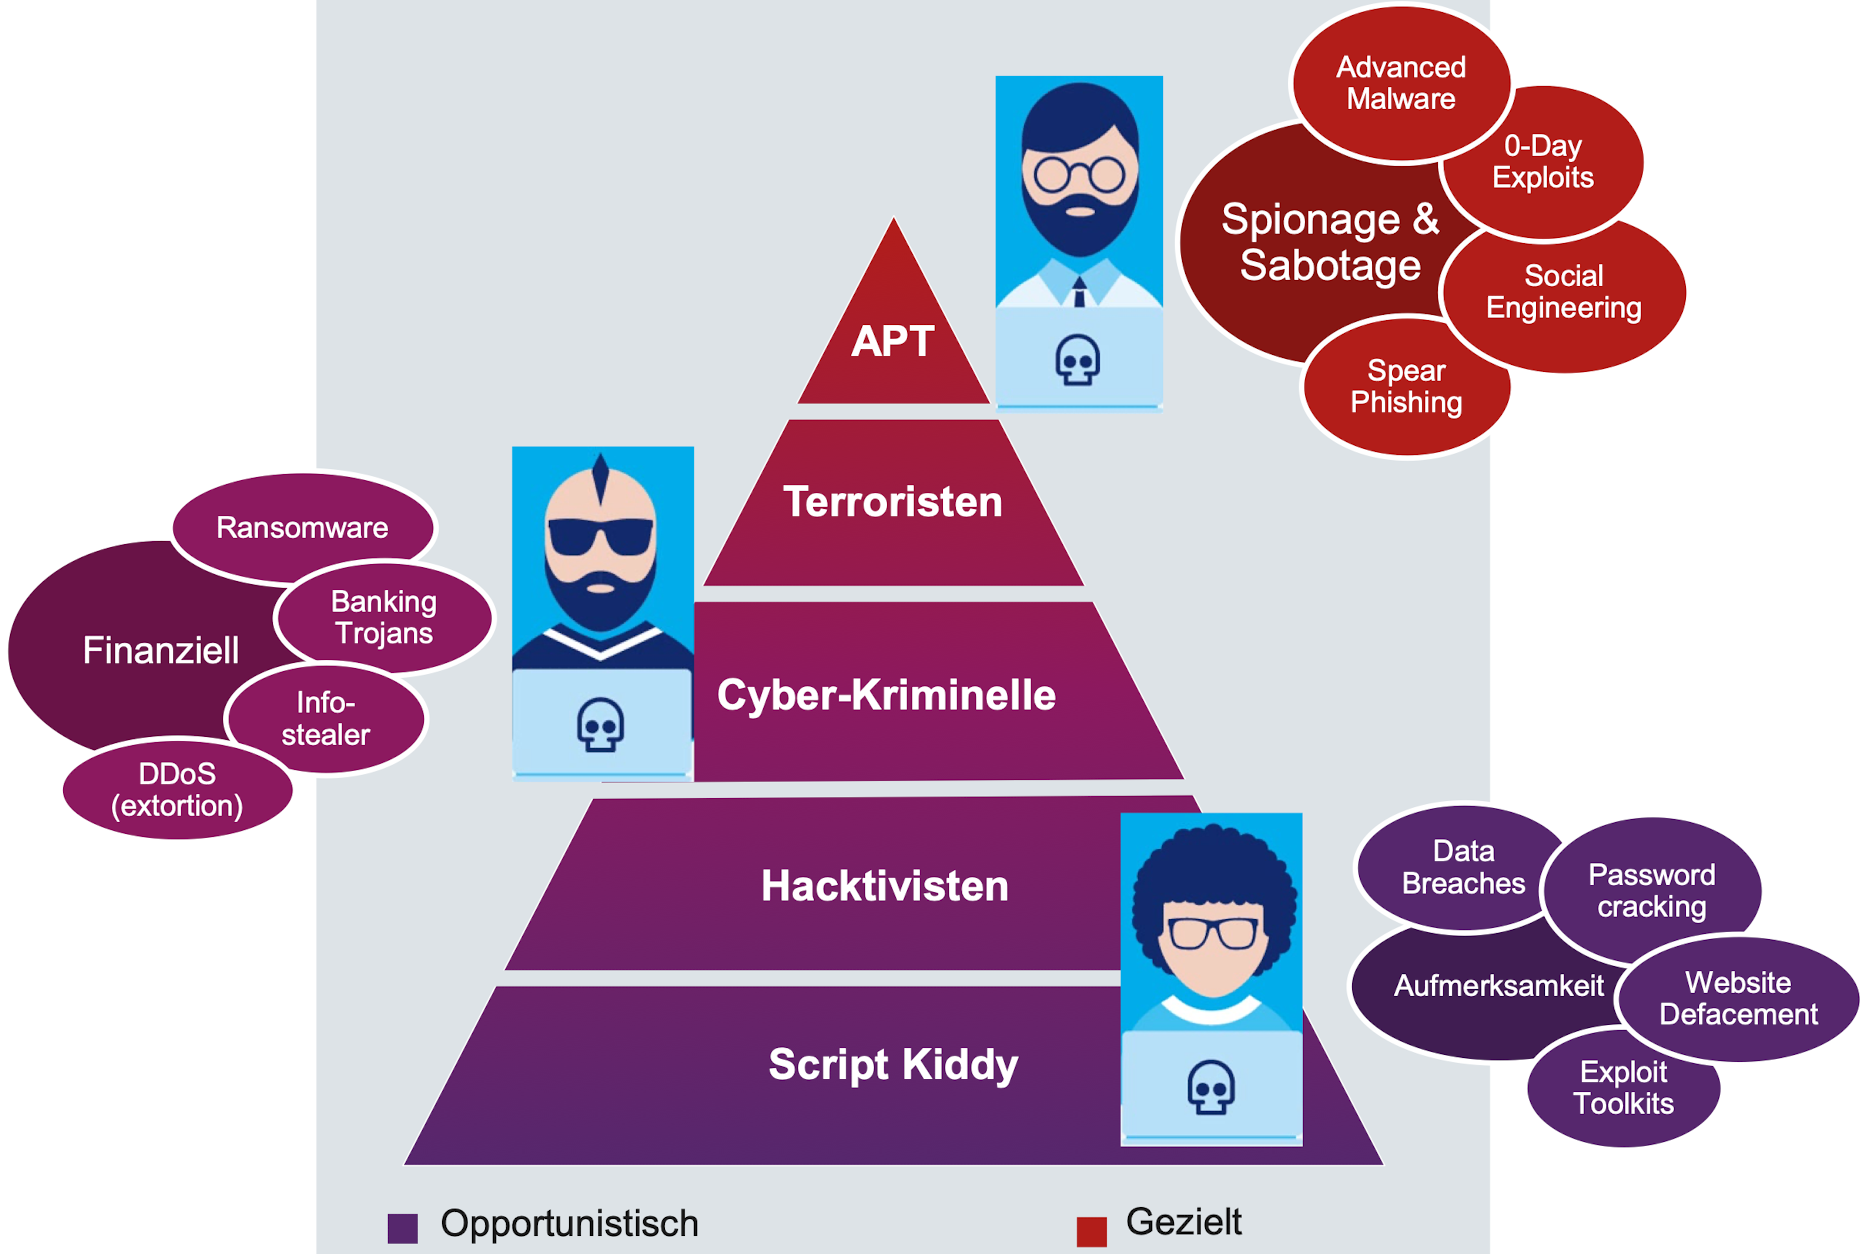 Advanced
Malware
0-Day
Exploits
Spionage &
Sabotage
Social
Engineering
Spear
Phishing
APT
Terroristen
Ransomware
Banking
Trojans
Finanziell
Info-
stealer
DDoS
(extortion)
Cyber-Kriminelle
Hacktivisten
Data
Breaches
Password
cracking
Aufmerksamkeit
Website
Defacement
Exploit
Toolkits
Script Kiddy
Opportunistisch
Gezielt